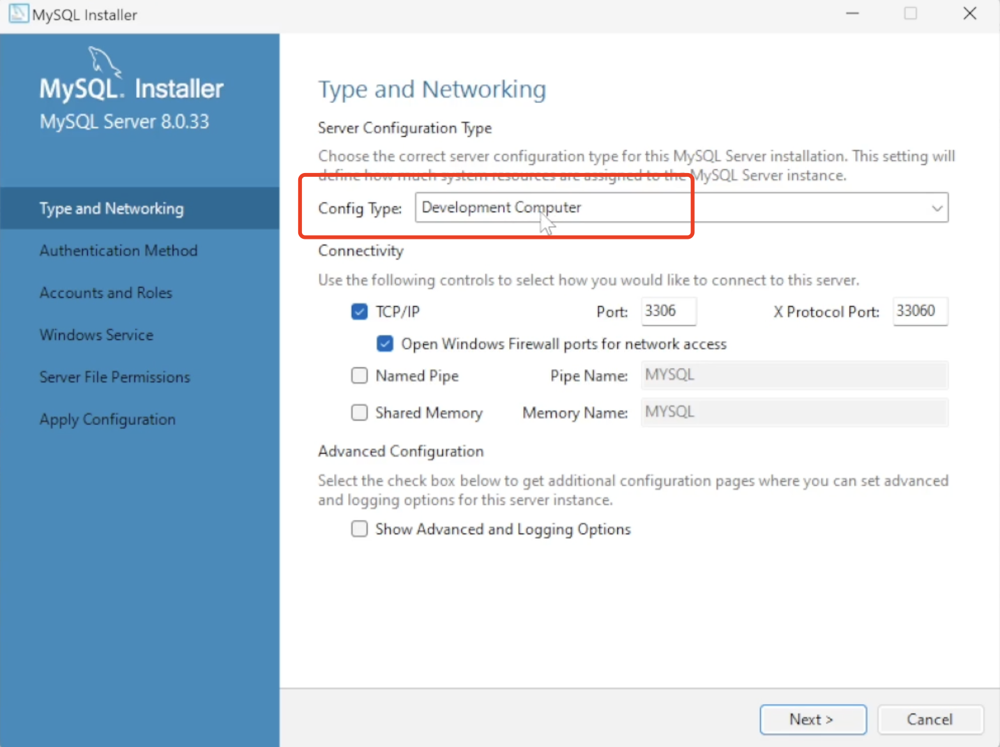 MySQL Installer
MySQL. Installer
MySQL Server 8.0.33
Type and Networking
Authentication Method
Accounts and Roles
Windows Service
Server File Permissions
Apply Configuration
Type and Networking
Server Configuration Type
Choose the correct server configuration type for this MySQL Server installation. This setting will
define how much system resources are assigned to the MySQL Server instance.
Config Type: Development Computer
Connectivity
Use the following controls to select how you would like to connect to this server.
TCP/IP Port: 3306 X Protocol Port: 33060
Open Windows Firewall ports for network access
Named Pipe Pipe Name: MYSQL
Shared Memory Memory Name: MYSQL
Advanced Configuration
Select the check box below to get additional configuration pages where you can set advanced
and logging options for this server instance.
Show Advanced and Logging Options
Next > Cancel